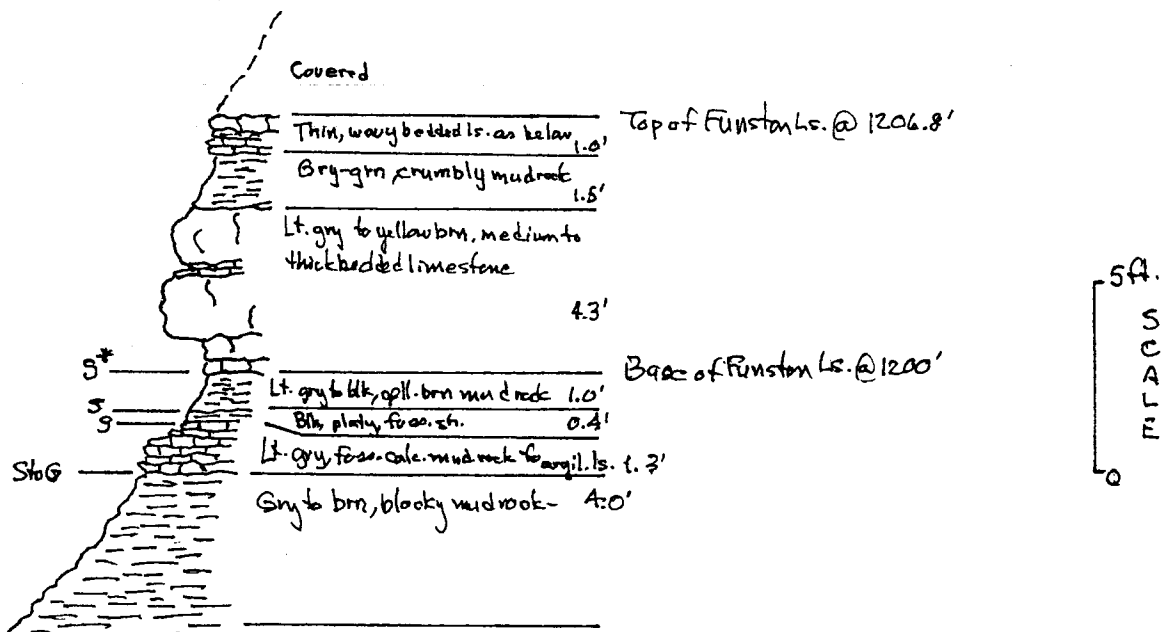 Covered
Thin, wavy bedded ls. as below 1.0'
Top of Funston Ls. @ 1206.8'
Gry-grn, crumbly mudrock
1.5'
Lt. gry to yellow brn, medium to
thick bedded limestone
4.3'
5 ft.
SCALE
0
g*
Base of Funston Ls. @ 1200'
Lt. gry to blk, brn mudrock 1.0'
5
g
Blk, platy, foss. sh. 0.4'
Lt. gry, foss. calc. mudrock to argil. ls. 1.3'
5toG
Gry to brn, blocky mudrock- 4.0'